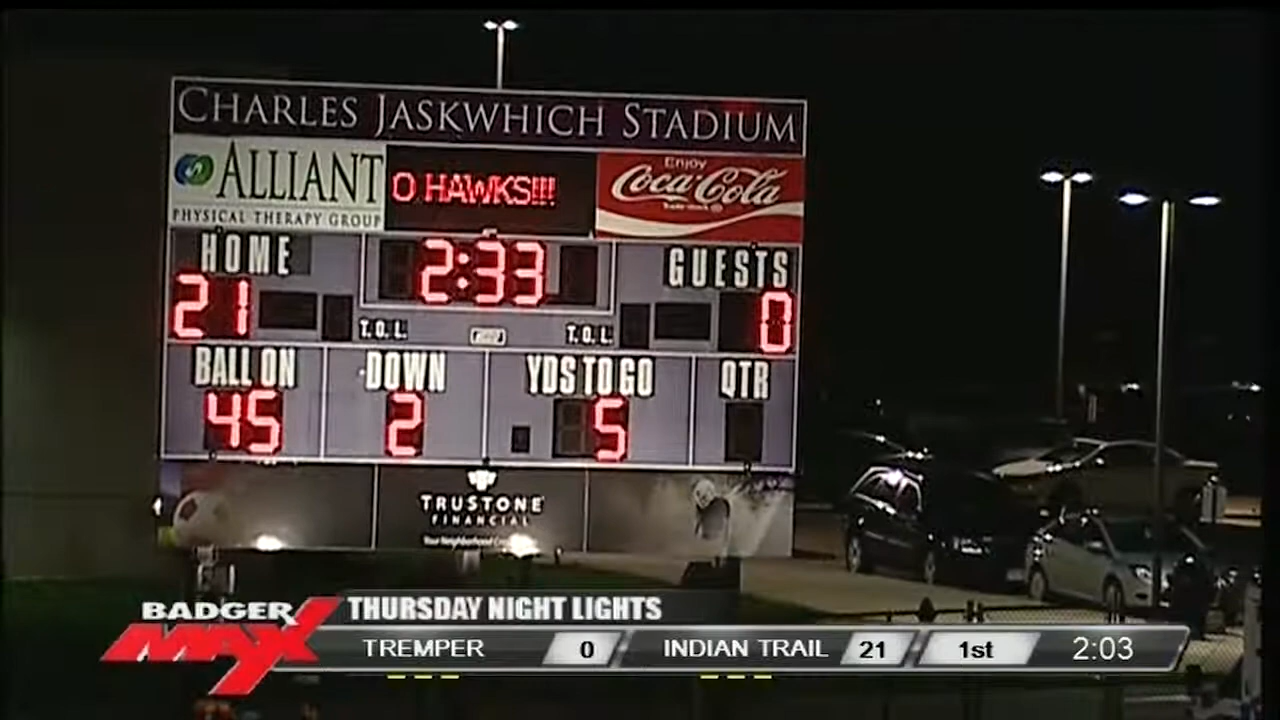 CHARLES JASKWHICH STADIUM
ALLIANT
PHYSICAL THERAPY GROUP
O HAWKS!!!
Enjoy
Coca-Cola
HOME
2:33
GUESTS
21
T.O.L.
T.O.L.
0
BALL ON
DOWN
YDS TO GO
QTR
45
2
5
TRUSTONE
FINANCIAL
BADGER
MAX
THURSDAY NIGHT LIGHTS
TREMPER 0 INDIAN TRAIL 21 1st 2:03